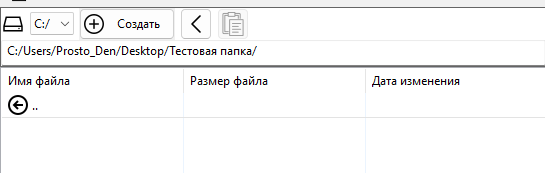 C:/ Создать
C:/Users/Prosto_Den/Desktop/Тестовая папка/
Имя файла Размер файла Дата изменения
..